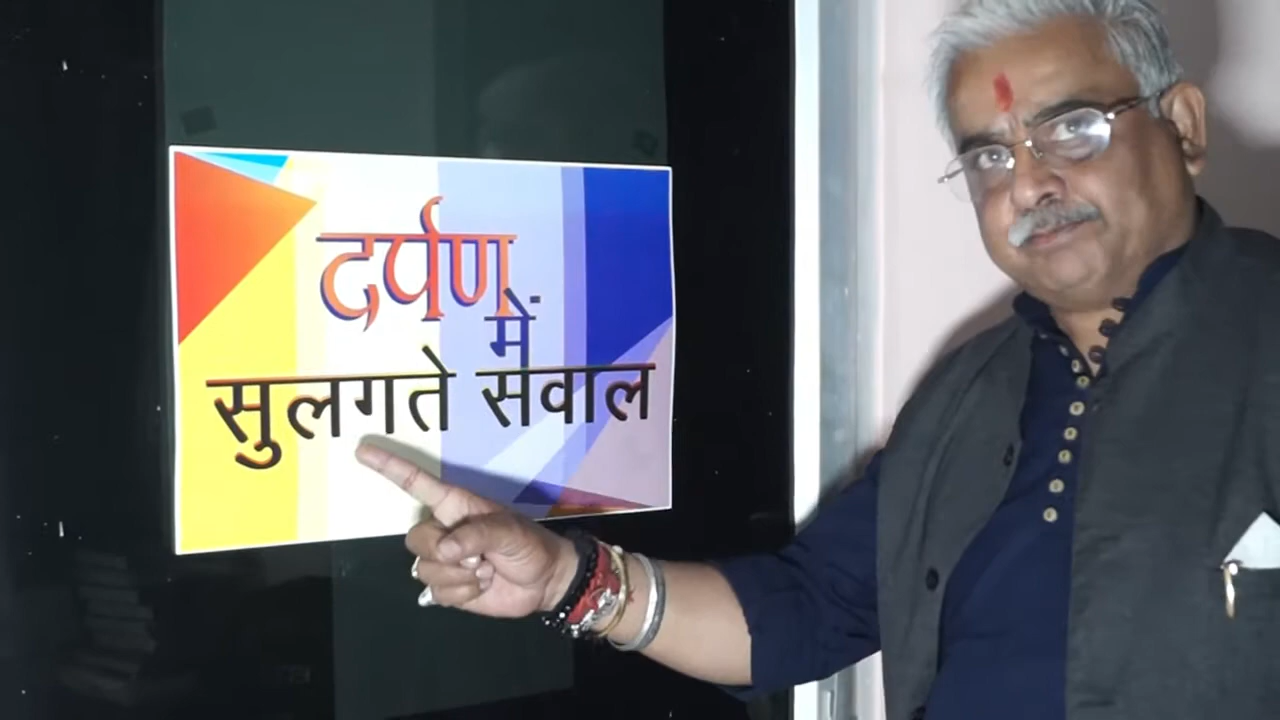 दर्पण
में
सुलगते सवाल